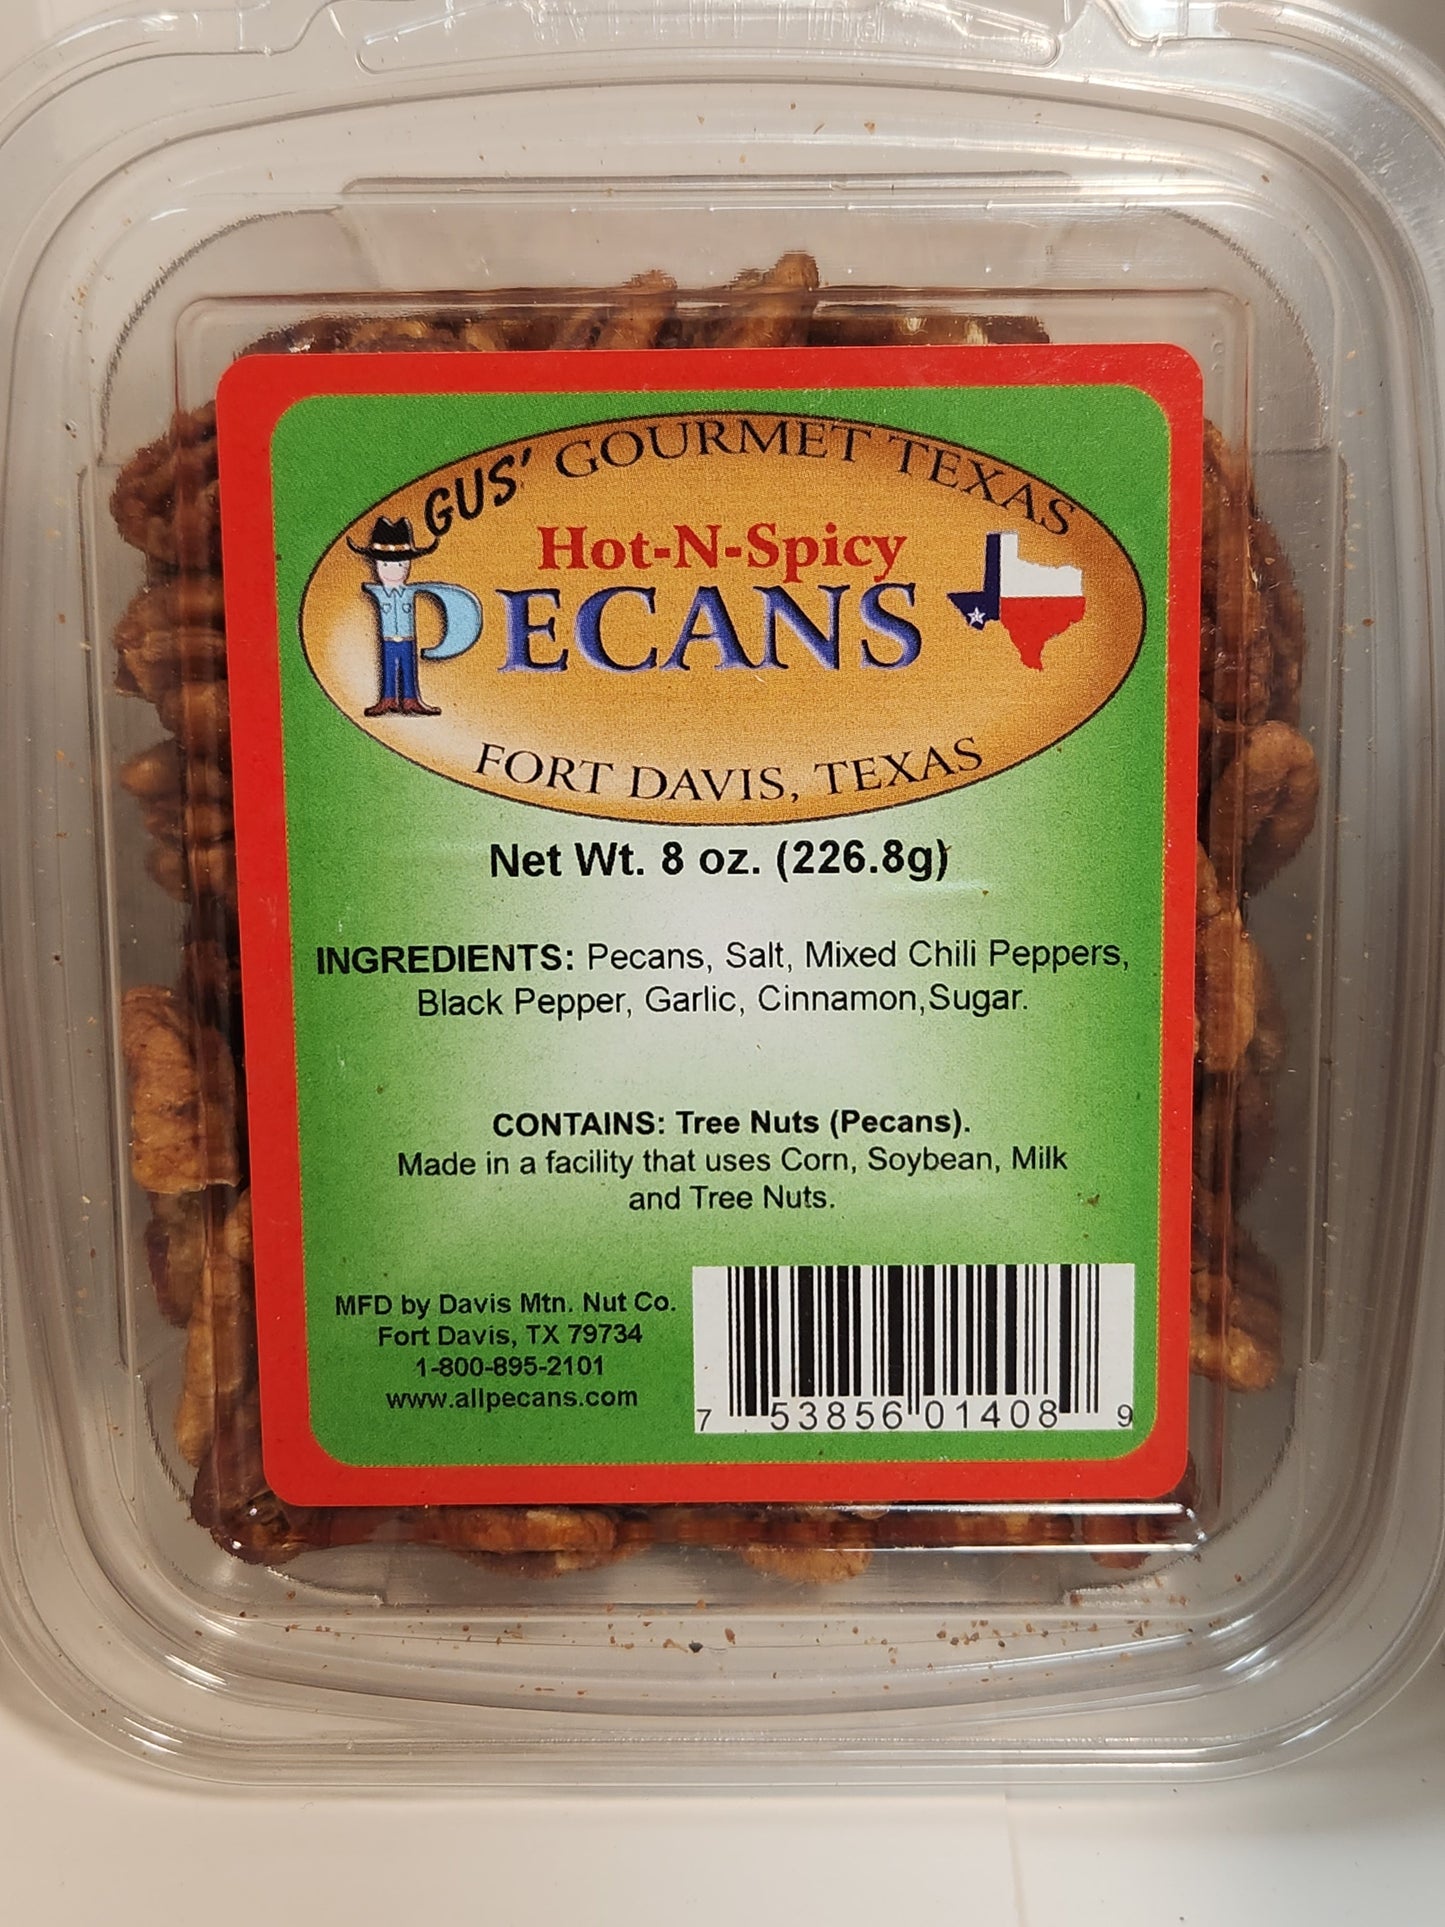 GUS' GOURMET TEXAS
Hot-N-Spicy
PECANS
FORT DAVIS, TEXAS
Net Wt. 8 oz. (226.8g)
INGREDIENTS: Pecans, Salt, Mixed Chili Peppers,
Black Pepper, Garlic, Cinnamon,Sugar.
CONTAINS: Tree Nuts (Pecans).
Made in a facility that uses Corn, Soybean, Milk
and Tree Nuts.
MFD by Davis Mtn. Nut Co.
Fort Davis, TX 79734
1-800-895-2101
www.allpecans.com
7 53856 01408 9